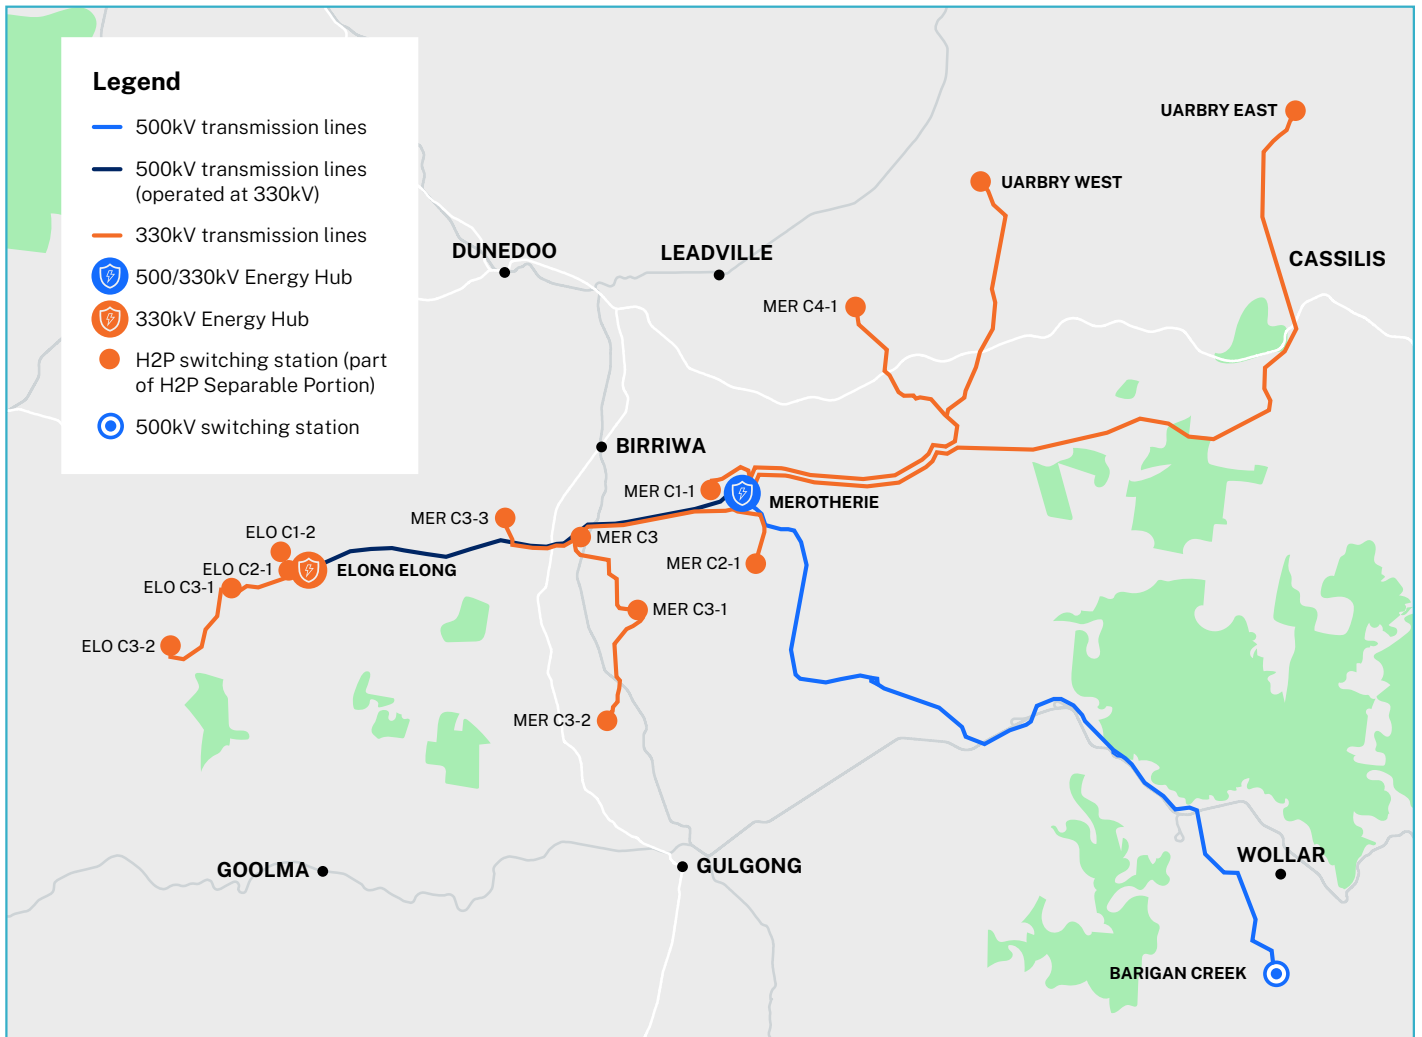 Legend
500kV transmission lines
500kV transmission lines
(operated at 330kV)
330kV transmission lines
500/330kV Energy Hub
330kV Energy Hub
H2P switching station (part
of H2P Separable Portion)
500kV switching station
UARBRY EAST
UARBRY WEST
DUNEDOO
LEADVILLE
CASSILIS
MER C4-1
BIRRIWA
MER C1-1
MEROTHERIE
MER C3-3
ELO C1-2
MER C3
MER C2-1
ELO C2-1
ELONG ELONG
ELO C3-1
MER C3-1
ELO C3-2
MER C3-2
WOLLAR
GOOLMA
GULGONG
BARIGAN CREEK